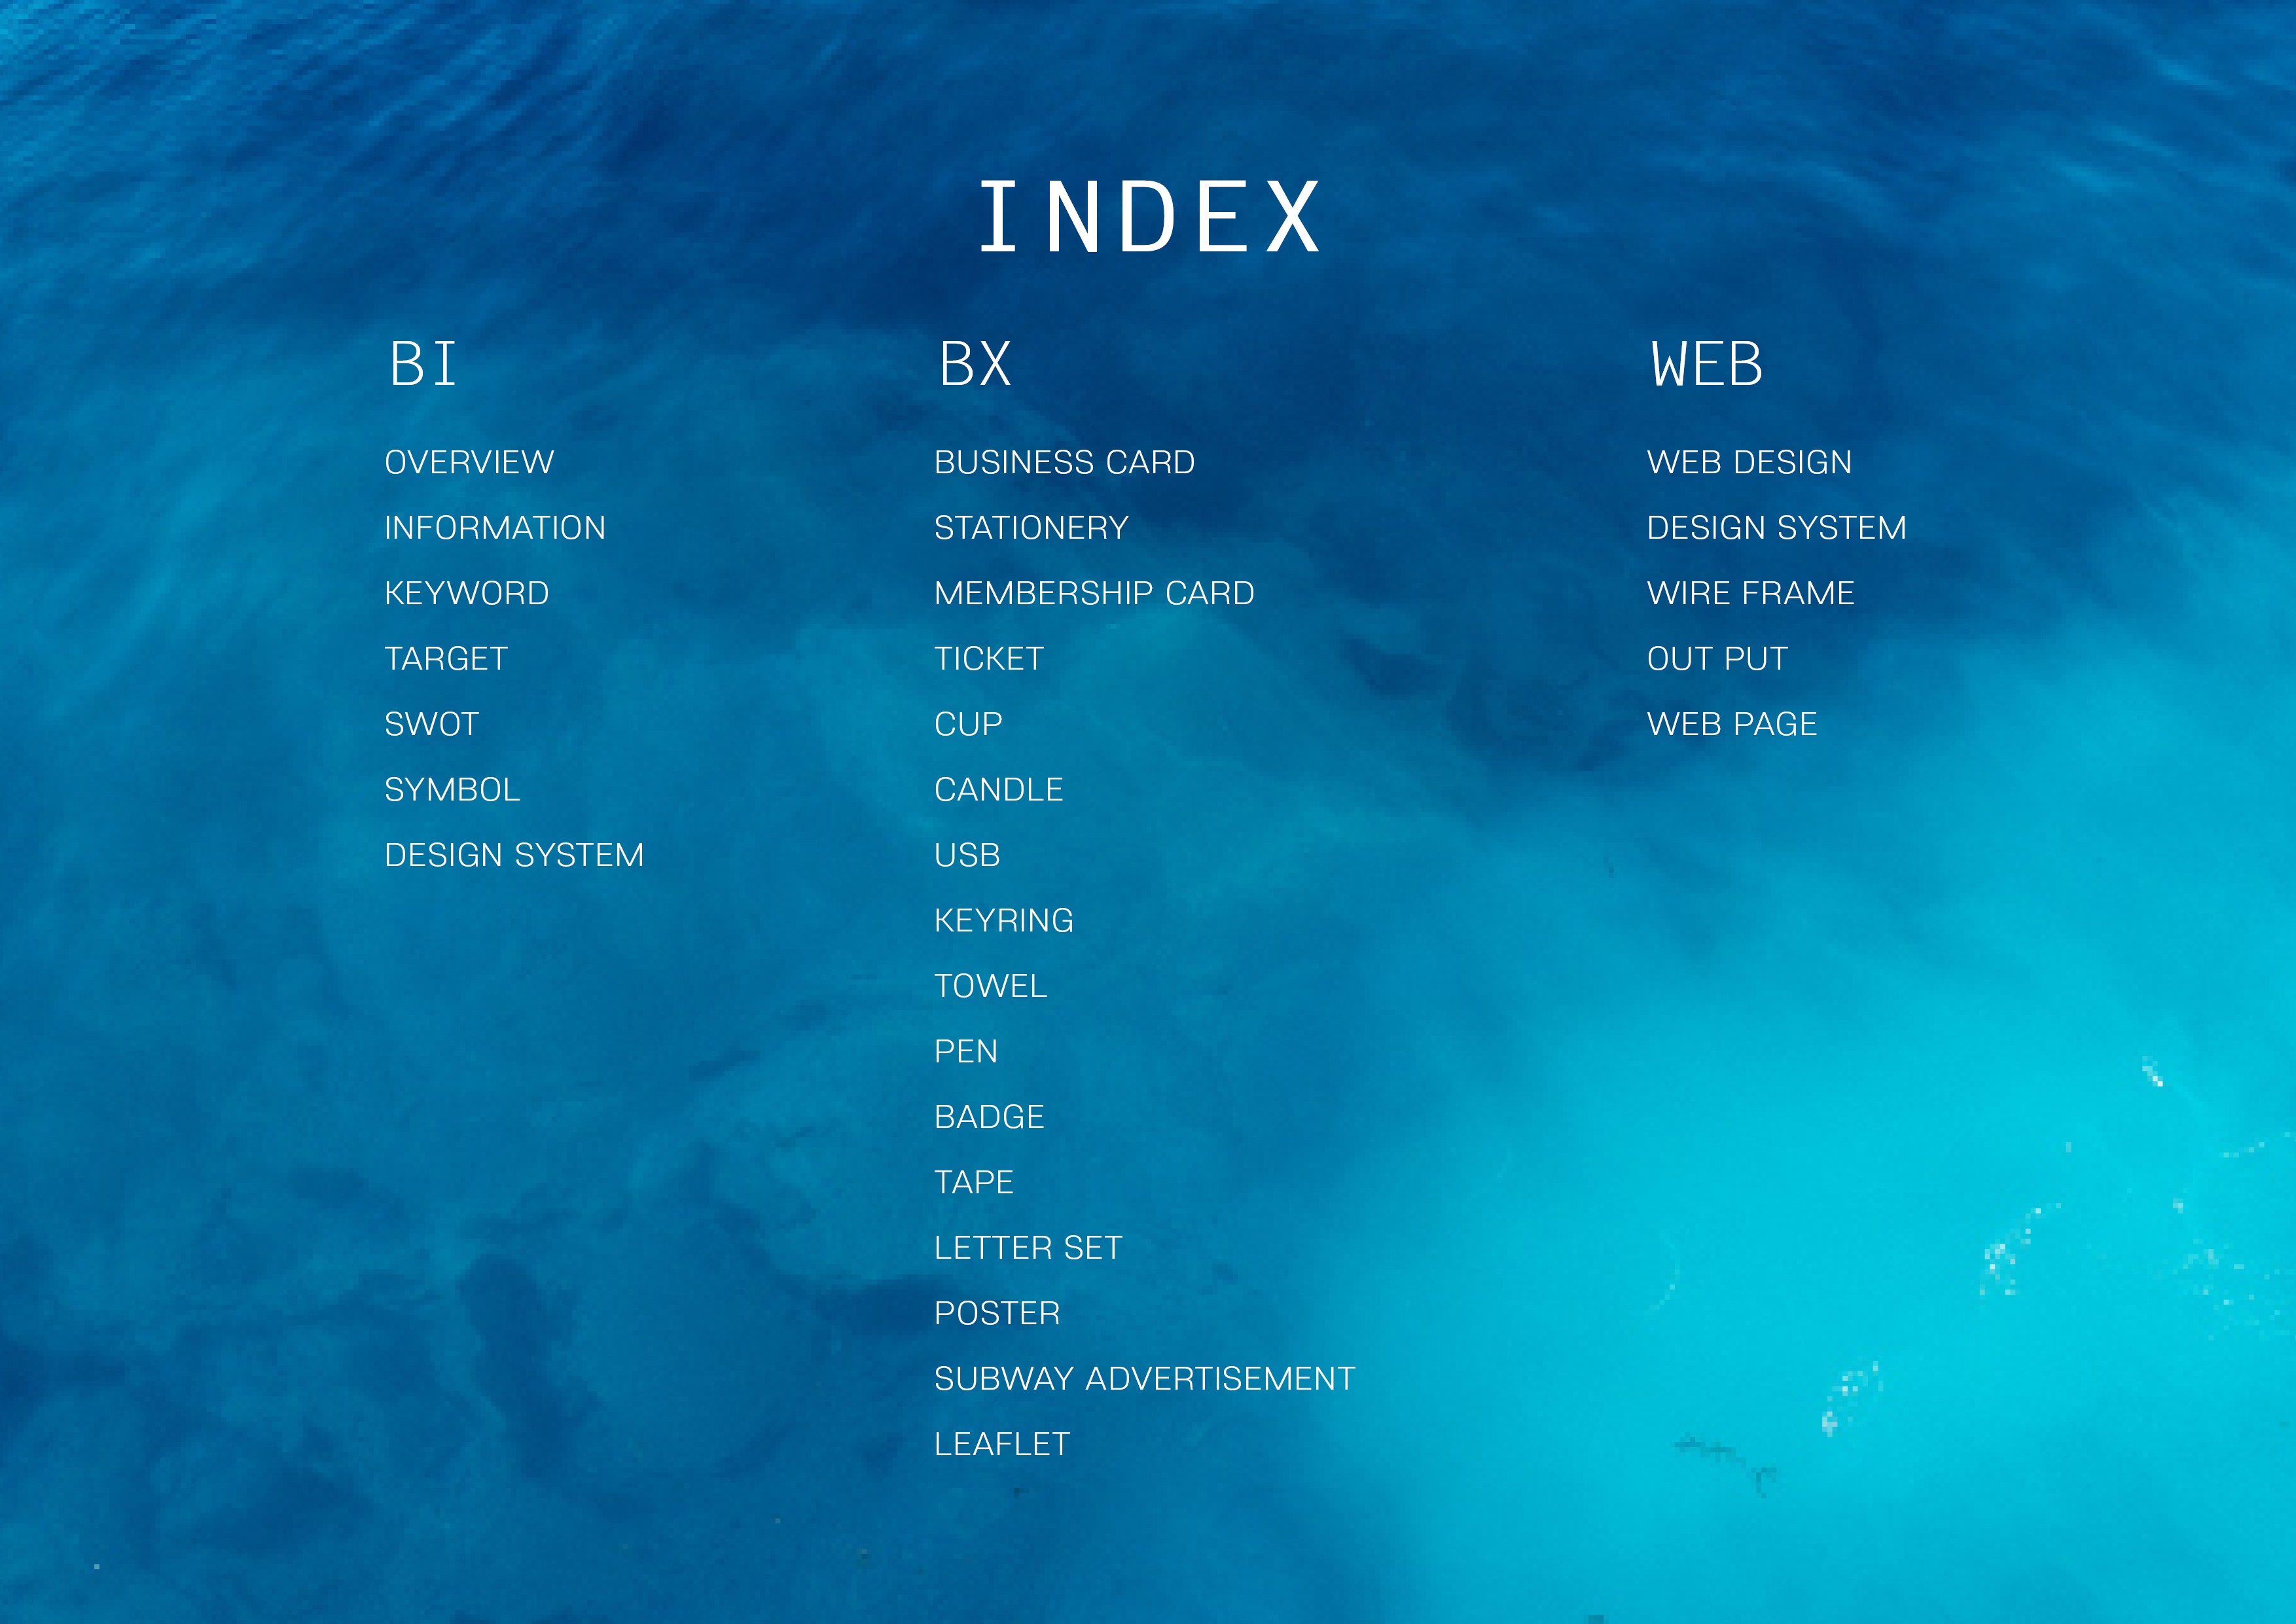 INDEX
BI
OVERVIEW
INFORMATION
KEYWORD
TARGET
SWOT
SYMBOL
DESIGN SYSTEM
BX
BUSINESS CARD
STATIONERY
MEMBERSHIP CARD
TICKET
CUP
CANDLE
USB
KEYRING
TOWEL
PEN
BADGE
TAPE
LETTER SET
POSTER
SUBWAY ADVERTISEMENT
LEAFLET
WEB
WEB DESIGN
DESIGN SYSTEM
WIRE FRAME
OUT PUT
WEB PAGE